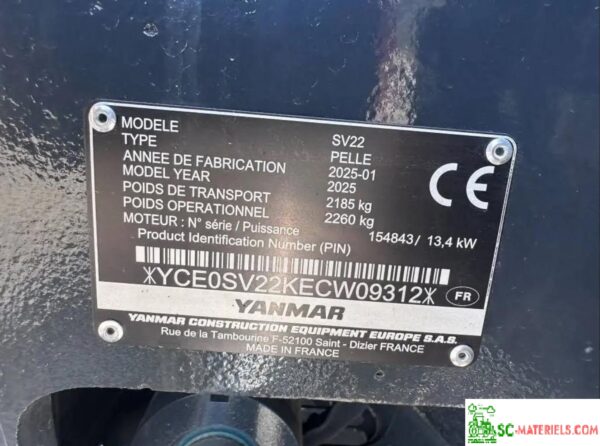 MODELE SV22
TYPE PELLE
ANNEE DE FABRICATION 2025-01
MODEL YEAR 2025
POIDS DE TRANSPORT 2185 kg
POIDS OPERATIONNEL 2260 kg
MOTEUR : N° série / Puissance 154843/ 13,4 kW
Product Identification Number (PIN)
*YCE0SV22KECW09312*
FR
CE
YANMAR
YANMAR CONSTRUCTION EQUIPMENT EUROPE S.A.S.
Rue de la Tambourine F-52100 Saint - Dizier FRANCE
MADE IN FRANCE
SC-MATERIELS.COM